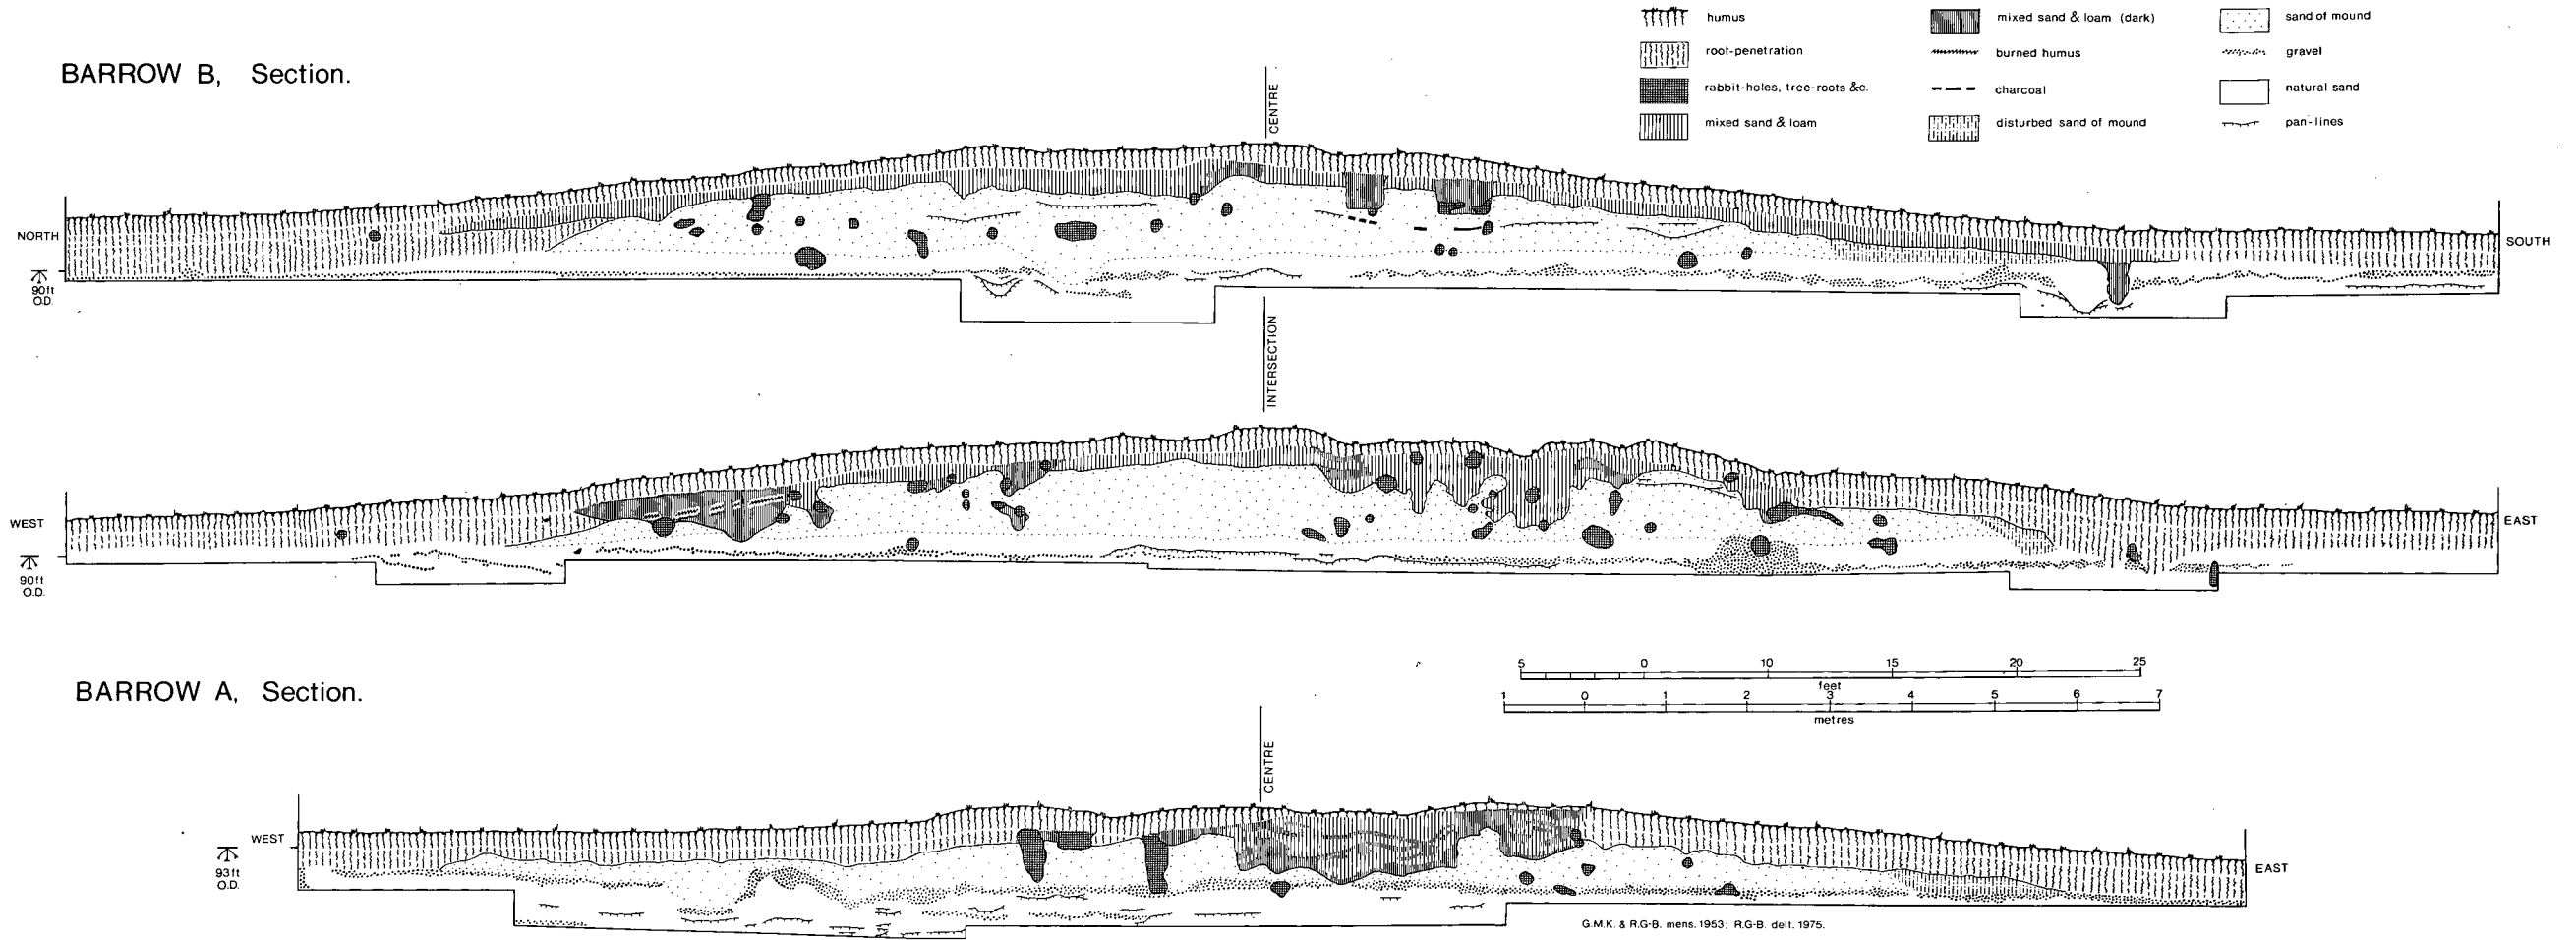 BARROW B, Section.
humus
root-penetration
rabbit-holes, tree-roots &c.
mixed sand & loam
mixed sand & loam (dark)
burned humus
charcoal
disturbed sand of mound
sand of mound
gravel
natural sand
pan-lines
CENTRE
NORTH
SOUTH
90ft
O.D.
INTERSECTION
WEST
EAST
90ft
O.D.
BARROW A, Section.
5 0 10 15 20 25
feet
1 0 1 2 3 4 5 6 7
metres
CENTRE
WEST
EAST
93ft
O.D.
G.M.K. & R.G-B. mens. 1953; R.G-B. delt. 1975.